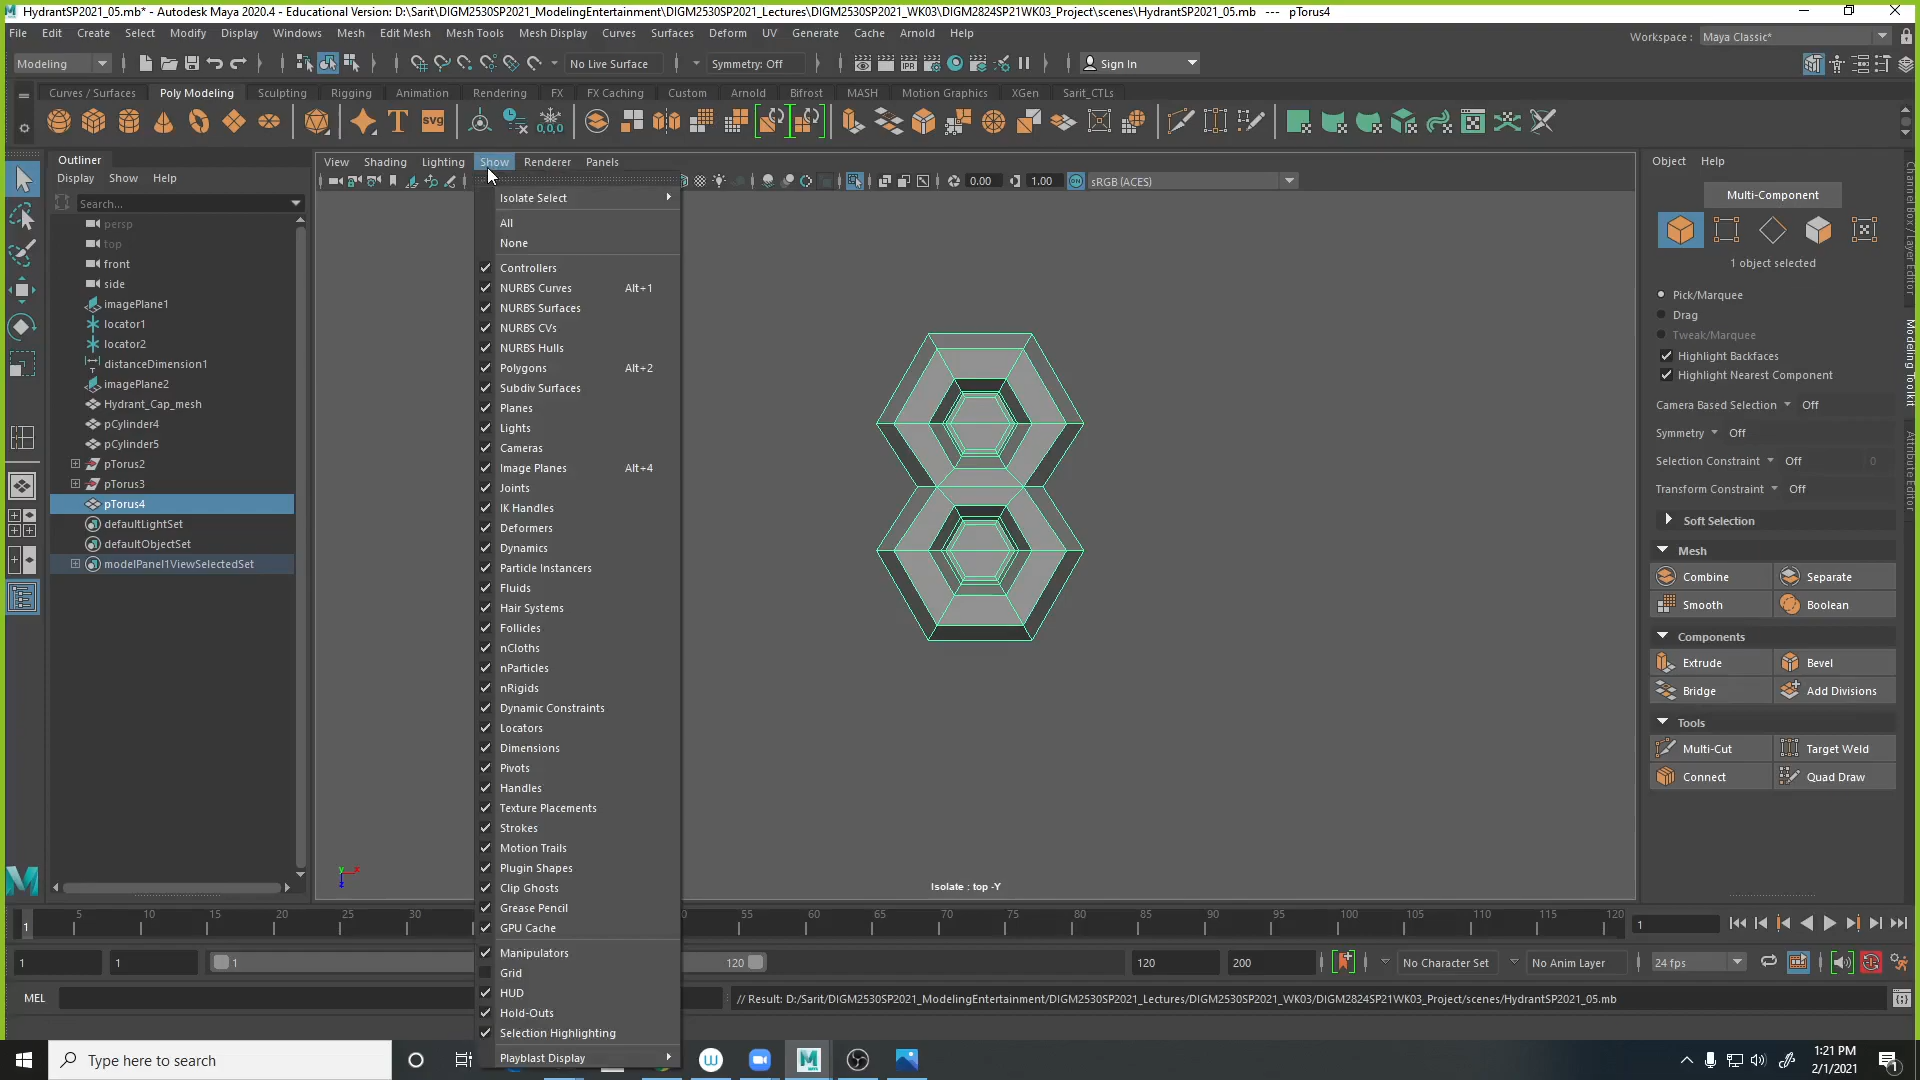 HydrantSP2021_05.mb* - Autodesk Maya 2020.4 - Educational Version: D:\Sarit\DIGM2530SP2021_ModelingEntertainment\DIGM2530SP2021_Lectures\DIGM2530SP2021_WK03\DIGM2824SP21WK03_Project\scenes\HydrantSP2021_05.mb --- pTorus4
File Edit Create Select Modify Display Windows Mesh Edit Mesh Mesh Tools Mesh Display Curves Surfaces Deform UV Generate Cache Arnold Help
Workspace : Maya Classic*
Modeling No Live Surface Symmetry: Off Sign In
Curves / Surfaces Poly Modeling Sculpting Rigging Animation Rendering FX FX Caching Custom Arnold Bifrost MASH Motion Graphics XGen Sarit_CTLs
Outliner
Display Show Help
Search...
persp
top
front
side
imagePlane1
locator1
locator2
distanceDimension1
imagePlane2
Hydrant_Cap_mesh
pCylinder4
pCylinder5
pTorus2
pTorus3
pTorus4
defaultLightSet
defaultObjectSet
modelPanel1ViewSelectedSet
View Shading Lighting Show Renderer Panels
0.00 1.00 sRGB (ACES)
Isolate Select
All
None
Controllers
NURBS Curves Alt+1
NURBS Surfaces
NURBS CVs
NURBS Hulls
Polygons Alt+2
Subdiv Surfaces
Planes
Lights
Cameras
Image Planes Alt+4
Joints
IK Handles
Deformers
Dynamics
Particle Instancers
Fluids
Hair Systems
Follicles
nCloths
nParticles
nRigids
Dynamic Constraints
Locators
Dimensions
Pivots
Handles
Texture Placements
Strokes
Motion Trails
Plugin Shapes
Clip Ghosts
Grease Pencil
GPU Cache
Manipulators
Grid
HUD
Hold-Outs
Selection Highlighting
Playblast Display
Isolate : top -Y
Object Help
Multi-Component
1 object selected
Pick/Marquee
Drag
Tweak/Marquee
Highlight Backfaces
Highlight Nearest Component
Camera Based Selection Off
Symmetry Off
Selection Constraint Off 0
Transform Constraint Off
Soft Selection
Mesh
Combine Separate
Smooth Boolean
Components
Extrude Bevel
Bridge Add Divisions
Tools
Multi-Cut Target Weld
Connect Quad Draw
Channel Box / Layer Editor
Modeling Toolkit
Attribute Editor
1 5 10 15 20 25 30 55 60 65 70 75 80 85 90 95 100 105 110 115 120 1
1 1 1 120 120 200 No Character Set No Anim Layer 24 fps
MEL // Result: D:/Sarit/DIGM2530SP2021_ModelingEntertainment/DIGM2530SP2021_Lectures/DIGM2530SP2021_WK03/DIGM2824SP21WK03_Project/scenes/HydrantSP2021_05.mb
Type here to search
1:21 PM
2/1/2021